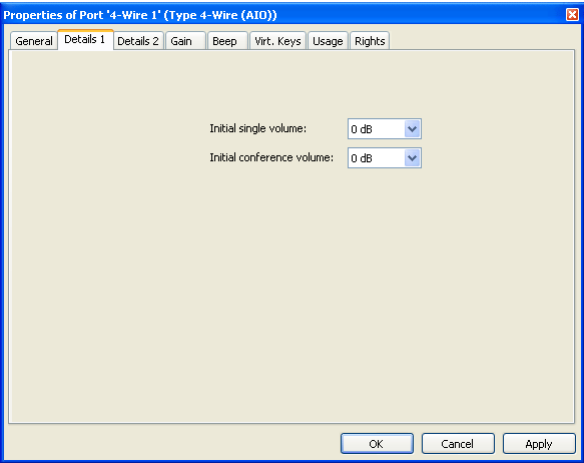 Properties of Port '4-Wire 1' (Type 4-Wire (AIO))
General Details 1 Details 2 Gain Beep Virt. Keys Usage Rights
Initial single volume: 0 dB
Initial conference volume: 0 dB
OK Cancel Apply